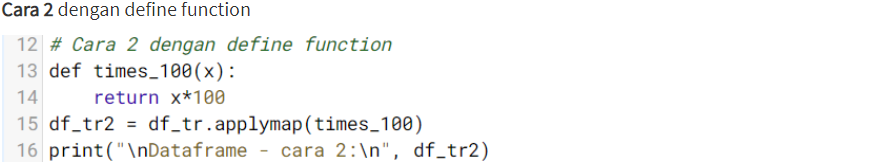 Cara 2 dengan define function
12 # Cara 2 dengan define function
13 def times_100(x):
14     return x*100
15 df_tr2 = df_tr.applymap(times_100)
16 print("\nDataframe - cara 2:\n", df_tr2)